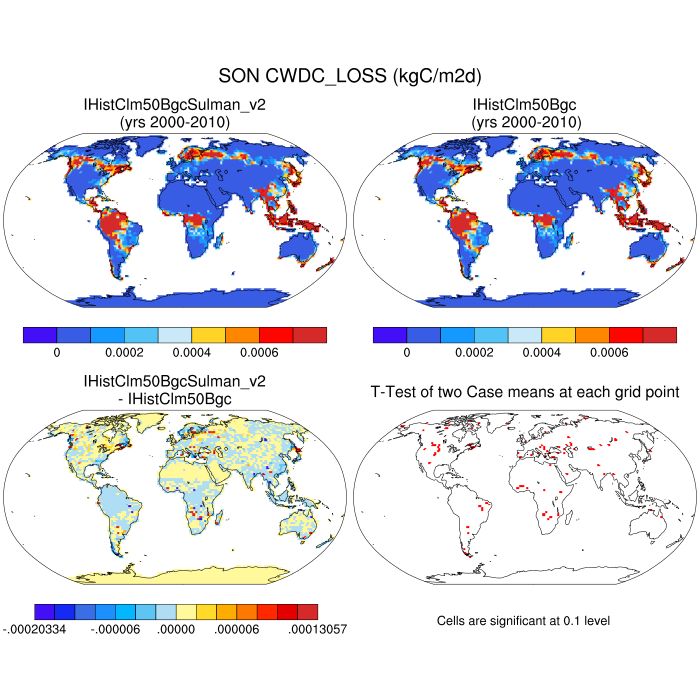 SON CWDC_LOSS (kgC/m2d)
IHistClm50BgcSulman_v2
(yrs 2000-2010)
IHistClm50Bgc
(yrs 2000-2010)
0 0.0002 0.0004 0.0006
0 0.0002 0.0004 0.0006
IHistClm50BgcSulman_v2
- IHistClm50Bgc
T-Test of two Case means at each grid point
-.00020334 -.000006 .00000 .000006 .00013057
Cells are significant at 0.1 level